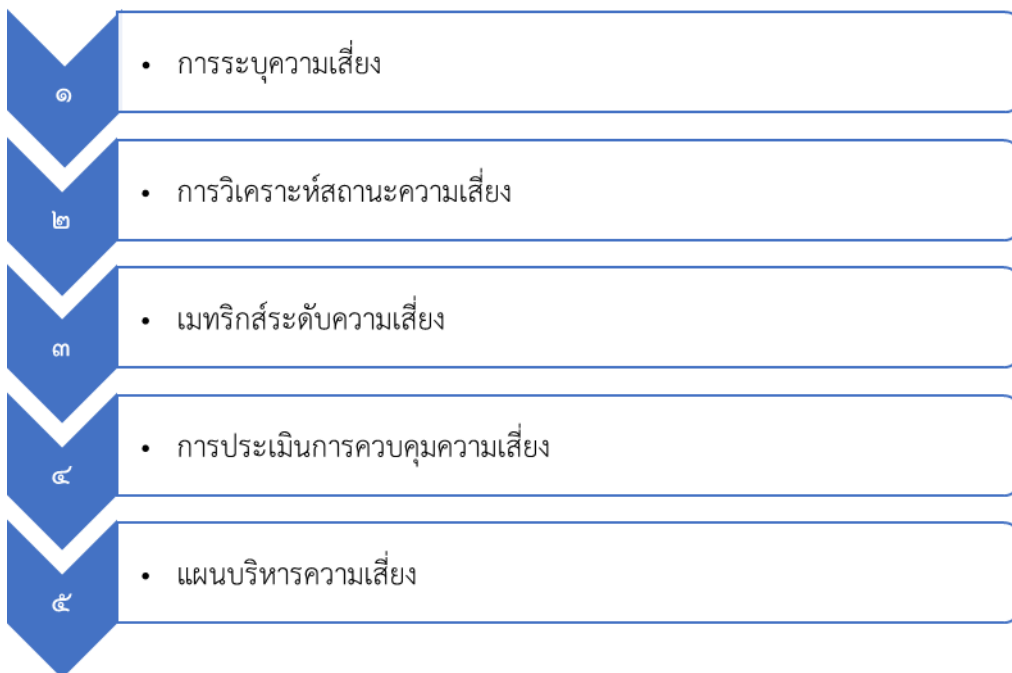 ๑
• การระบุความเสี่ยง
๒
• การวิเคราะห์สถานะความเสี่ยง
๓
• เมทริกส์ระดับความเสี่ยง
๔
• การประเมินการควบคุมความเสี่ยง
๕
• แผนบริหารความเสี่ยง